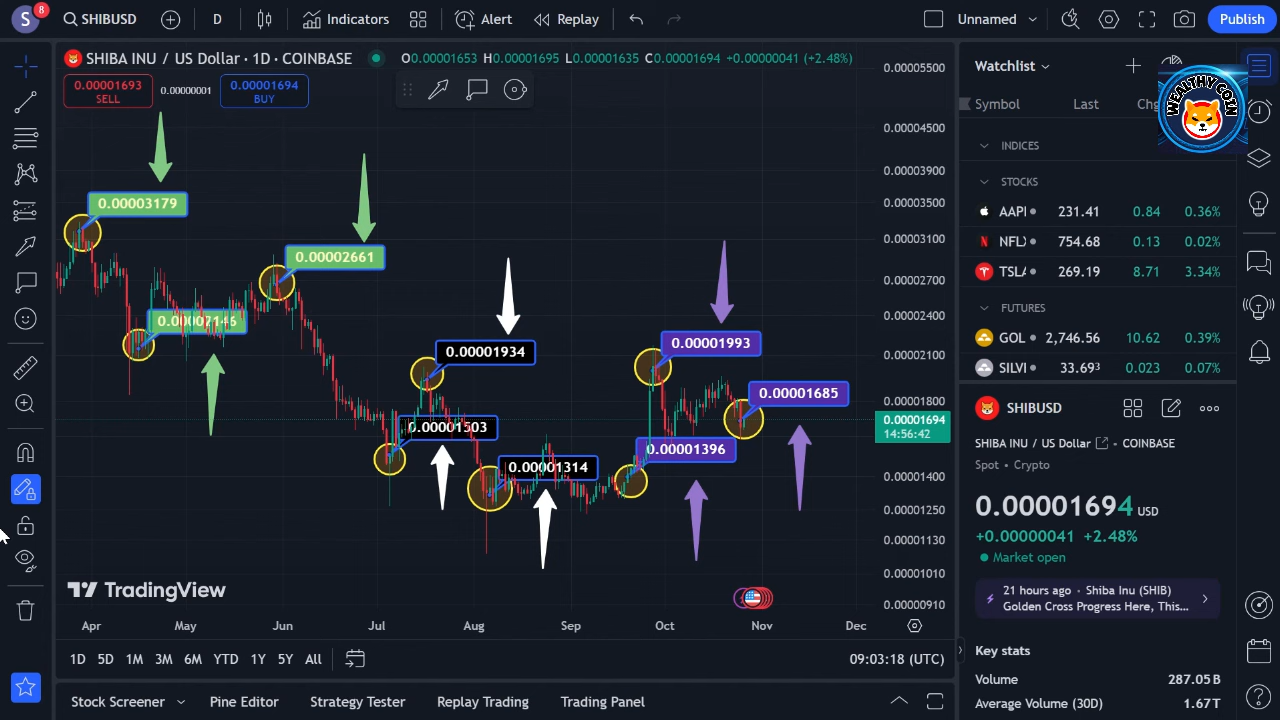 S 8 SHIBUSD D Indicators Alert Replay Unnamed Publish
SHIBA INU / US Dollar · 1D · COINBASE O0.00001653 H0.00001695 L0.00001635 C0.00001694 +0.00000041 (+2.48%)
0.00001693
SELL
0.00000001
0.00001694
BUY
0.00003179
0.00002661
0.00001934
0.00001503
0.00001314
0.00001993
0.00001685
0.00001396
0.00005500
0.00004500
0.00003900
0.00003500
0.00003100
0.00002700
0.00002400
0.00002100
0.00001800
0.00001694
14:56:42
0.00001400
0.00001250
0.00001130
0.00001010
0.00000910
TradingView
Apr May Jun Jul Aug Sep Oct Nov Dec
1D 5D 1M 3M 6M YTD 1Y 5Y All 09:03:18 (UTC)
Stock Screener Pine Editor Strategy Tester Replay Trading Trading Panel
Watchlist
WEALTHY COIN
Symbol Last Chg
INDICES
STOCKS
AAPL 231.41 0.84 0.36%
NFLX 754.68 0.13 0.02%
TSLA 269.19 8.71 3.34%
FUTURES
GOL 2,746.56 10.62 0.39%
SILVI 33.69³ 0.023 0.07%
SHIBUSD
SHIBA INU / US Dollar · COINBASE
Spot · Crypto
0.00001694 USD
+0.00000041 +2.48%
Market open
21 hours ago · Shiba Inu (SHIB)
Golden Cross Progress Here, This...
Key stats
Volume 287.05 B
Average Volume (30D) 1.67 T